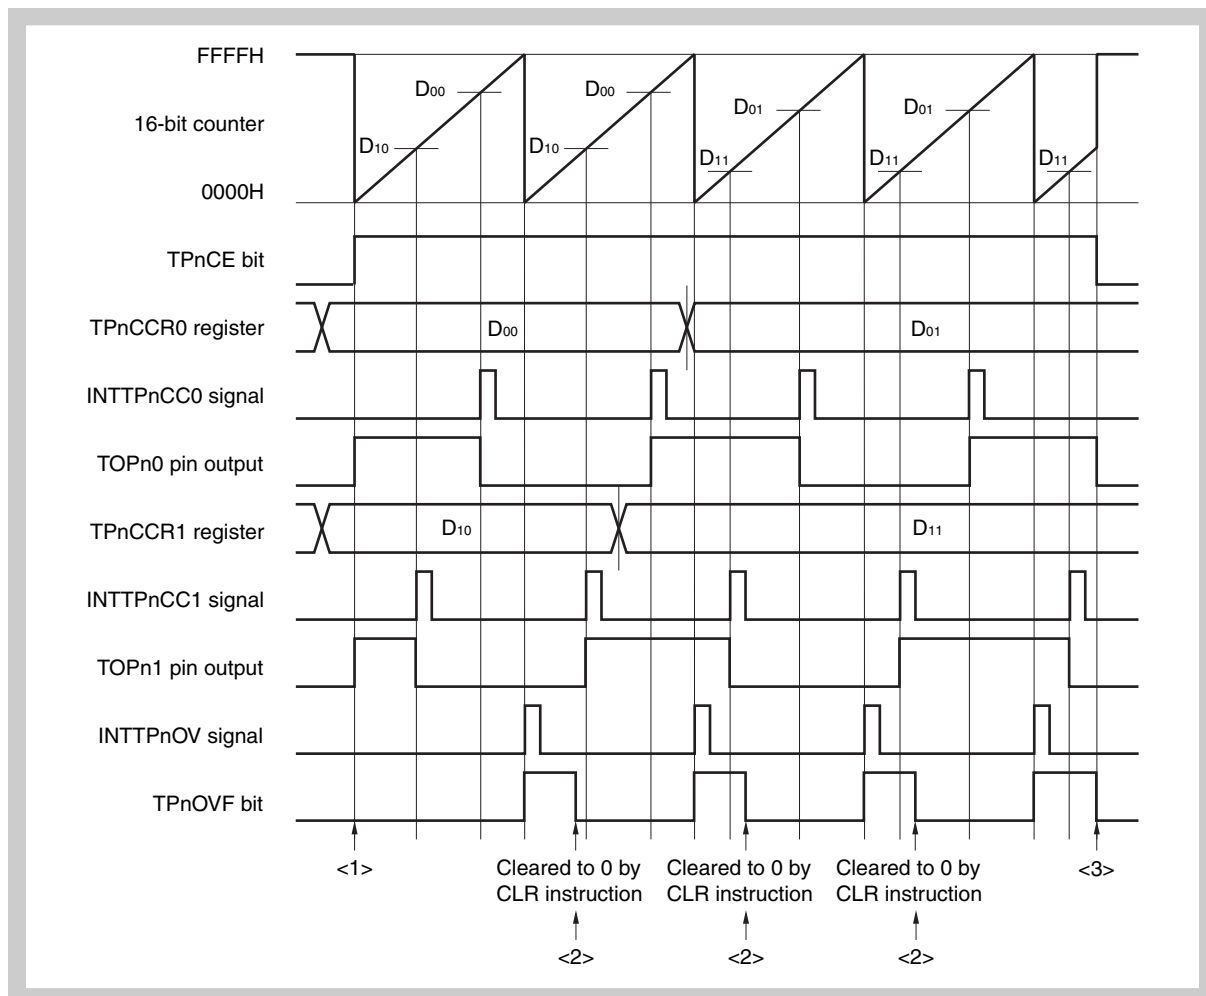 FFFFH
D00
D00
D01
D01
16-bit counter
D10
D10
D11
D11
D11
0000H
TPnCE bit
TPnCCR0 register
D00
D01
INTTPnCC0 signal
TOPn0 pin output
TPnCCR1 register
D10
D11
INTTPnCC1 signal
TOPn1 pin output
INTTPnOV signal
TPnOVF bit
<1>
Cleared to 0 by
CLR instruction
Cleared to 0 by
CLR instruction
Cleared to 0 by
CLR instruction
<3>
<2>
<2>
<2>